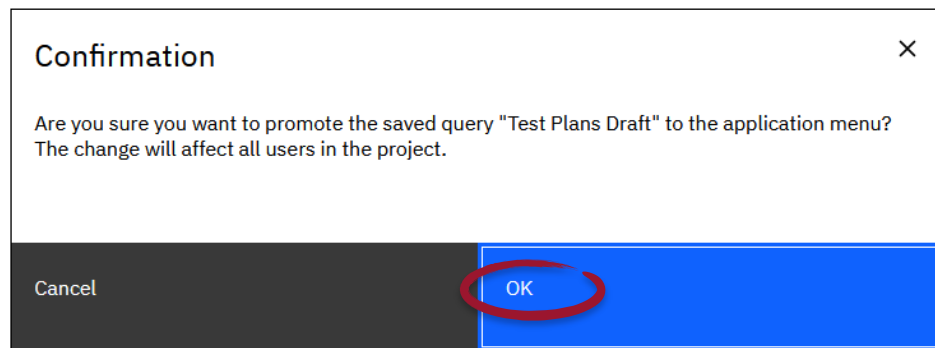 Confirmation
Are you sure you want to promote the saved query "Test Plans Draft" to the application menu?
The change will affect all users in the project.
Cancel
OK